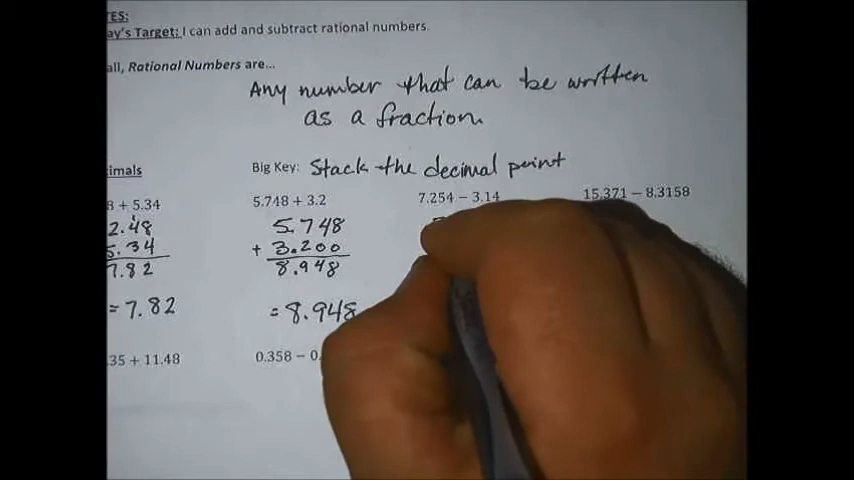 TES:
ay's Target: I can add and subtract rational numbers.
all, Rational Numbers are...
Any number that can be written
as a fraction.
imals
Big Key: Stack the decimal point
8 + 5.34
5.748 + 3.2
7.254 − 3.14
15.371 − 8.3158
1
2.48
5.34
7.82
= 7.82
5.748
+ 3.200
8.948
= 8.948
.35 + 11.48
0.358 − 0.